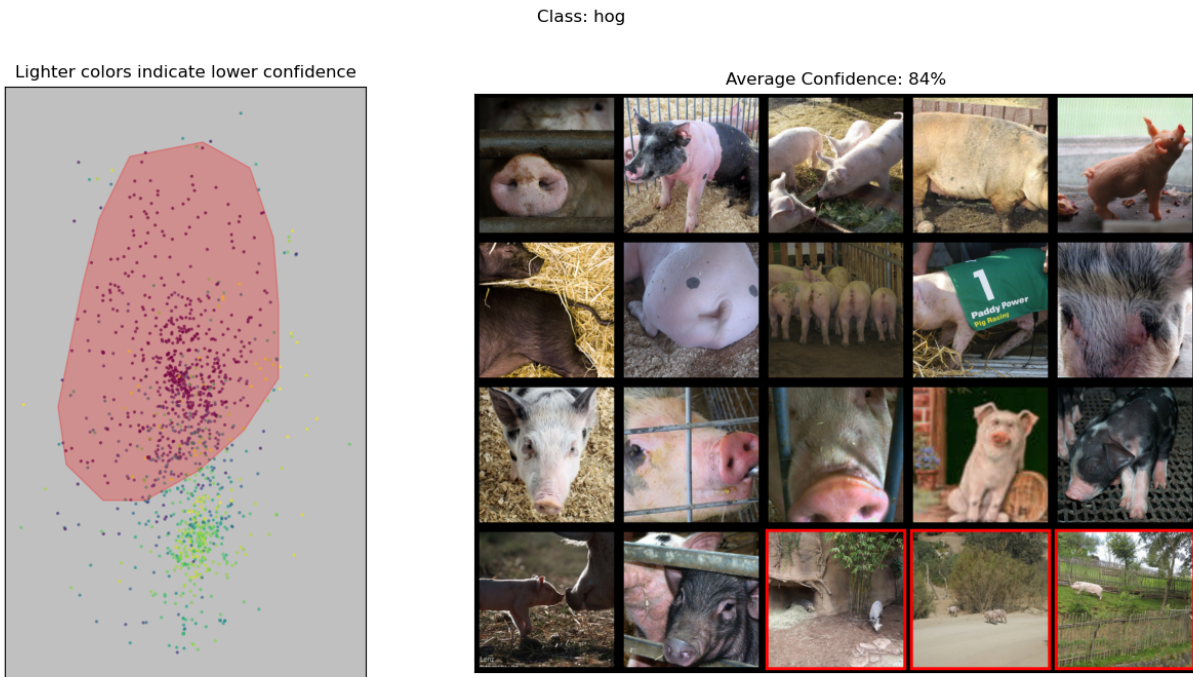 Class: hog
Lighter colors indicate lower confidence
Average Confidence: 84%
1
Paddy Power
Pig Racing